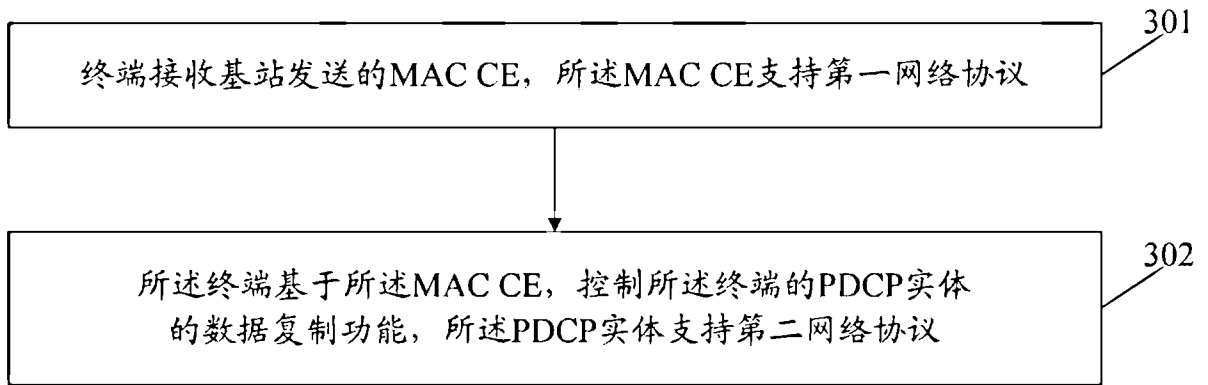 301
终端接收基站发送的MAC CE，所述MAC CE支持第一网络协议
302
所述终端基于所述MAC CE，控制所述终端的PDCP实体
的数据复制功能，所述PDCP实体支持第二网络协议